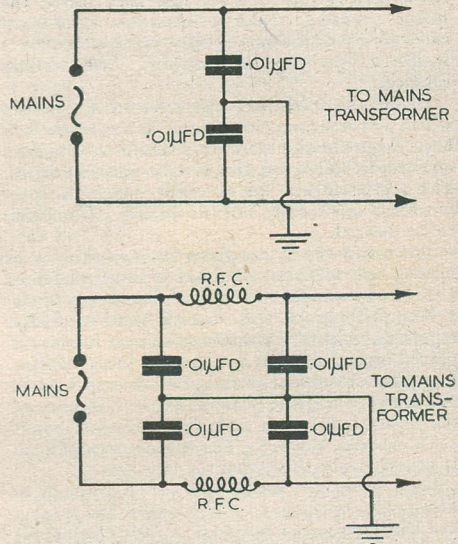 ·01µFD
MAINS
TO MAINS
TRANSFORMER
·01µFD
R.F.C.
·01µFD
·01µFD
MAINS
TO MAINS
TRANS-
FORMER
·01µFD
·01µFD
R.F.C.